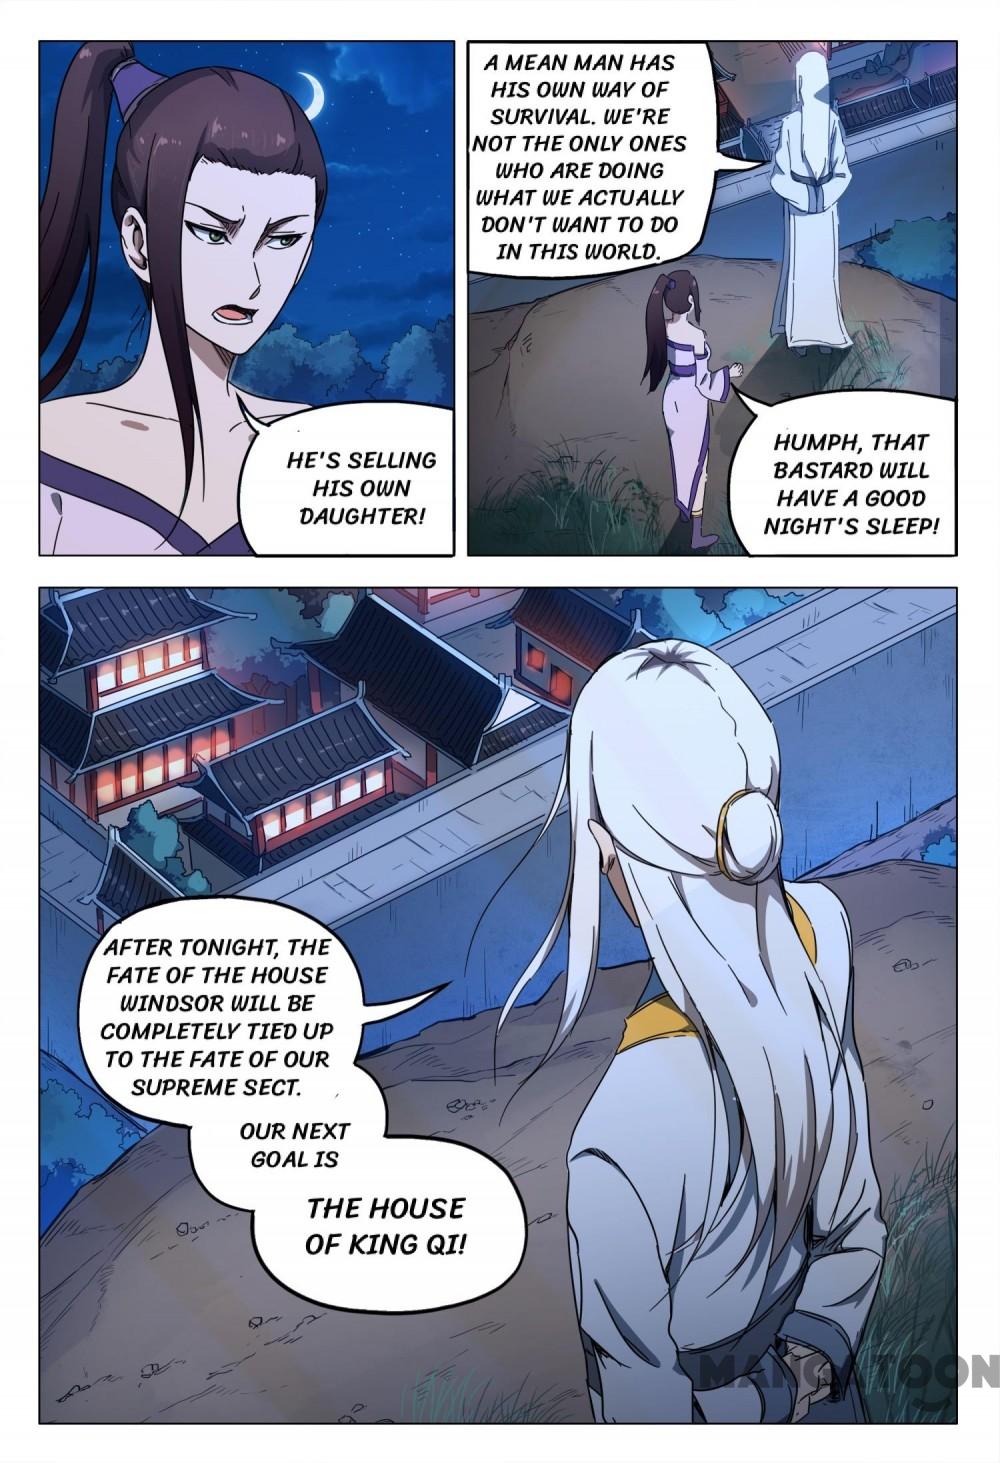 HE'S SELLING
HIS OWN
DAUGHTER!
A MEAN MAN HAS
HIS OWN WAY OF
SURVIVAL. WE'RE
NOT THE ONLY ONES
WHO ARE DOING
WHAT WE ACTUALLY
DON'T WANT TO DO
IN THIS WORLD.
HUMPH, THAT
BASTARD WILL
HAVE A GOOD
NIGHT'S SLEEP!
AFTER TONIGHT, THE
FATE OF THE HOUSE
WINDSOR WILL BE
COMPLETELY TIED UP
TO THE FATE OF OUR
SUPREME SECT.
OUR NEXT
GOAL IS
THE HOUSE
OF KING QI!
MANGATOON